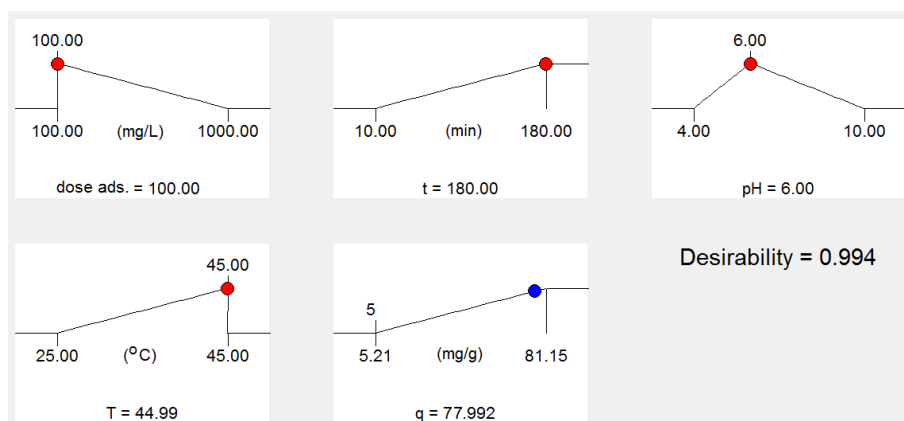 100.00
100.00 (mg/L) 1000.00
dose ads. = 100.00
10.00 (min) 180.00
t = 180.00
6.00
4.00 10.00
pH = 6.00
45.00
25.00 (°C) 45.00
T = 44.99
5
5.21 (mg/g) 81.15
q = 77.992
Desirability = 0.994